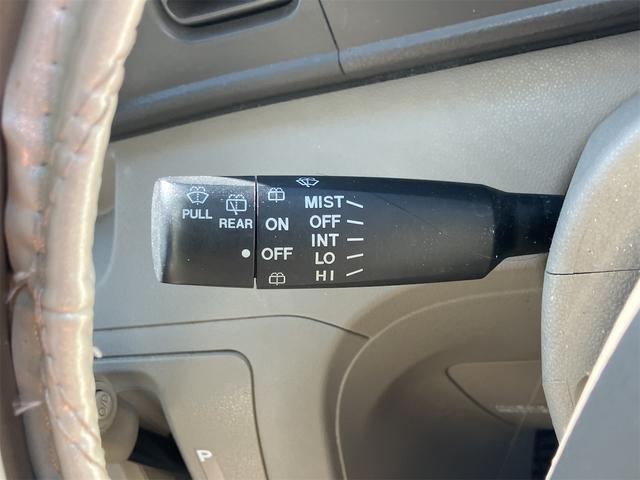 PULL
REAR
ON
OFF
MIST
OFF
INT
LO
HI
P